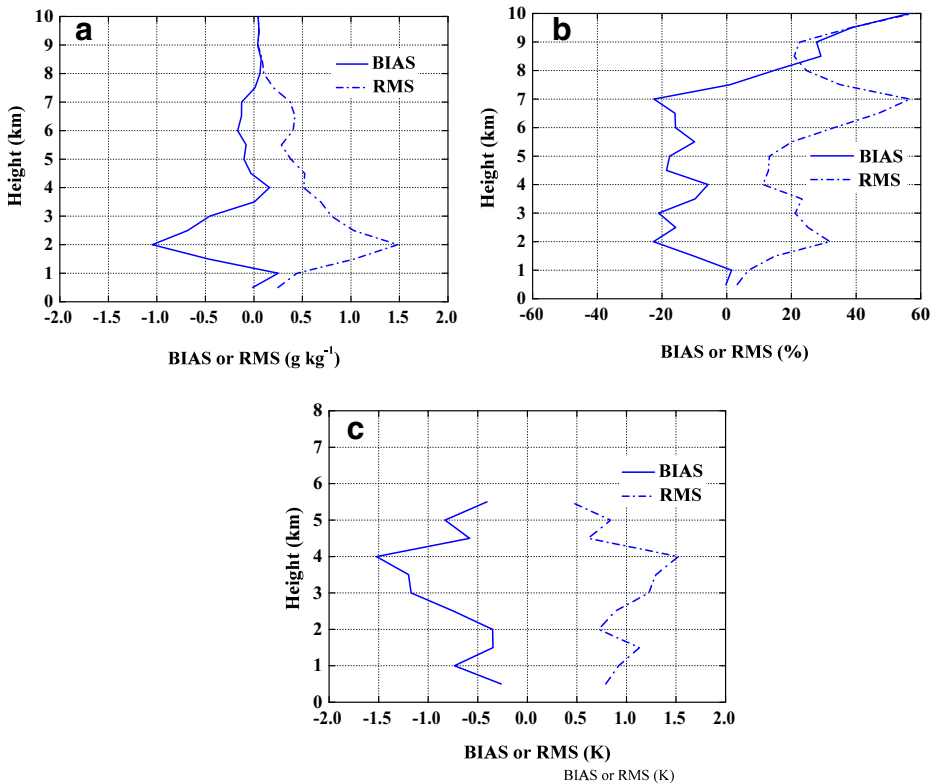 a
Height (km)
10
9
8
7
6
5
4
3
2
1
0
BIAS
RMS
-2.0 -1.5 -1.0 -0.5 0.0 0.5 1.0 1.5 2.0
BIAS or RMS (g kg⁻¹)
b
Height (km)
10
9
8
7
6
5
4
3
2
1
0
BIAS
RMS
-60 -40 -20 0 20 40 60
BIAS or RMS (%)
c
Height (km)
8
7
6
5
4
3
2
1
0
BIAS
RMS
-2.0 -1.5 -1.0 -0.5 0.0 0.5 1.0 1.5 2.0
BIAS or RMS (K)
BIAS or RMS (K)